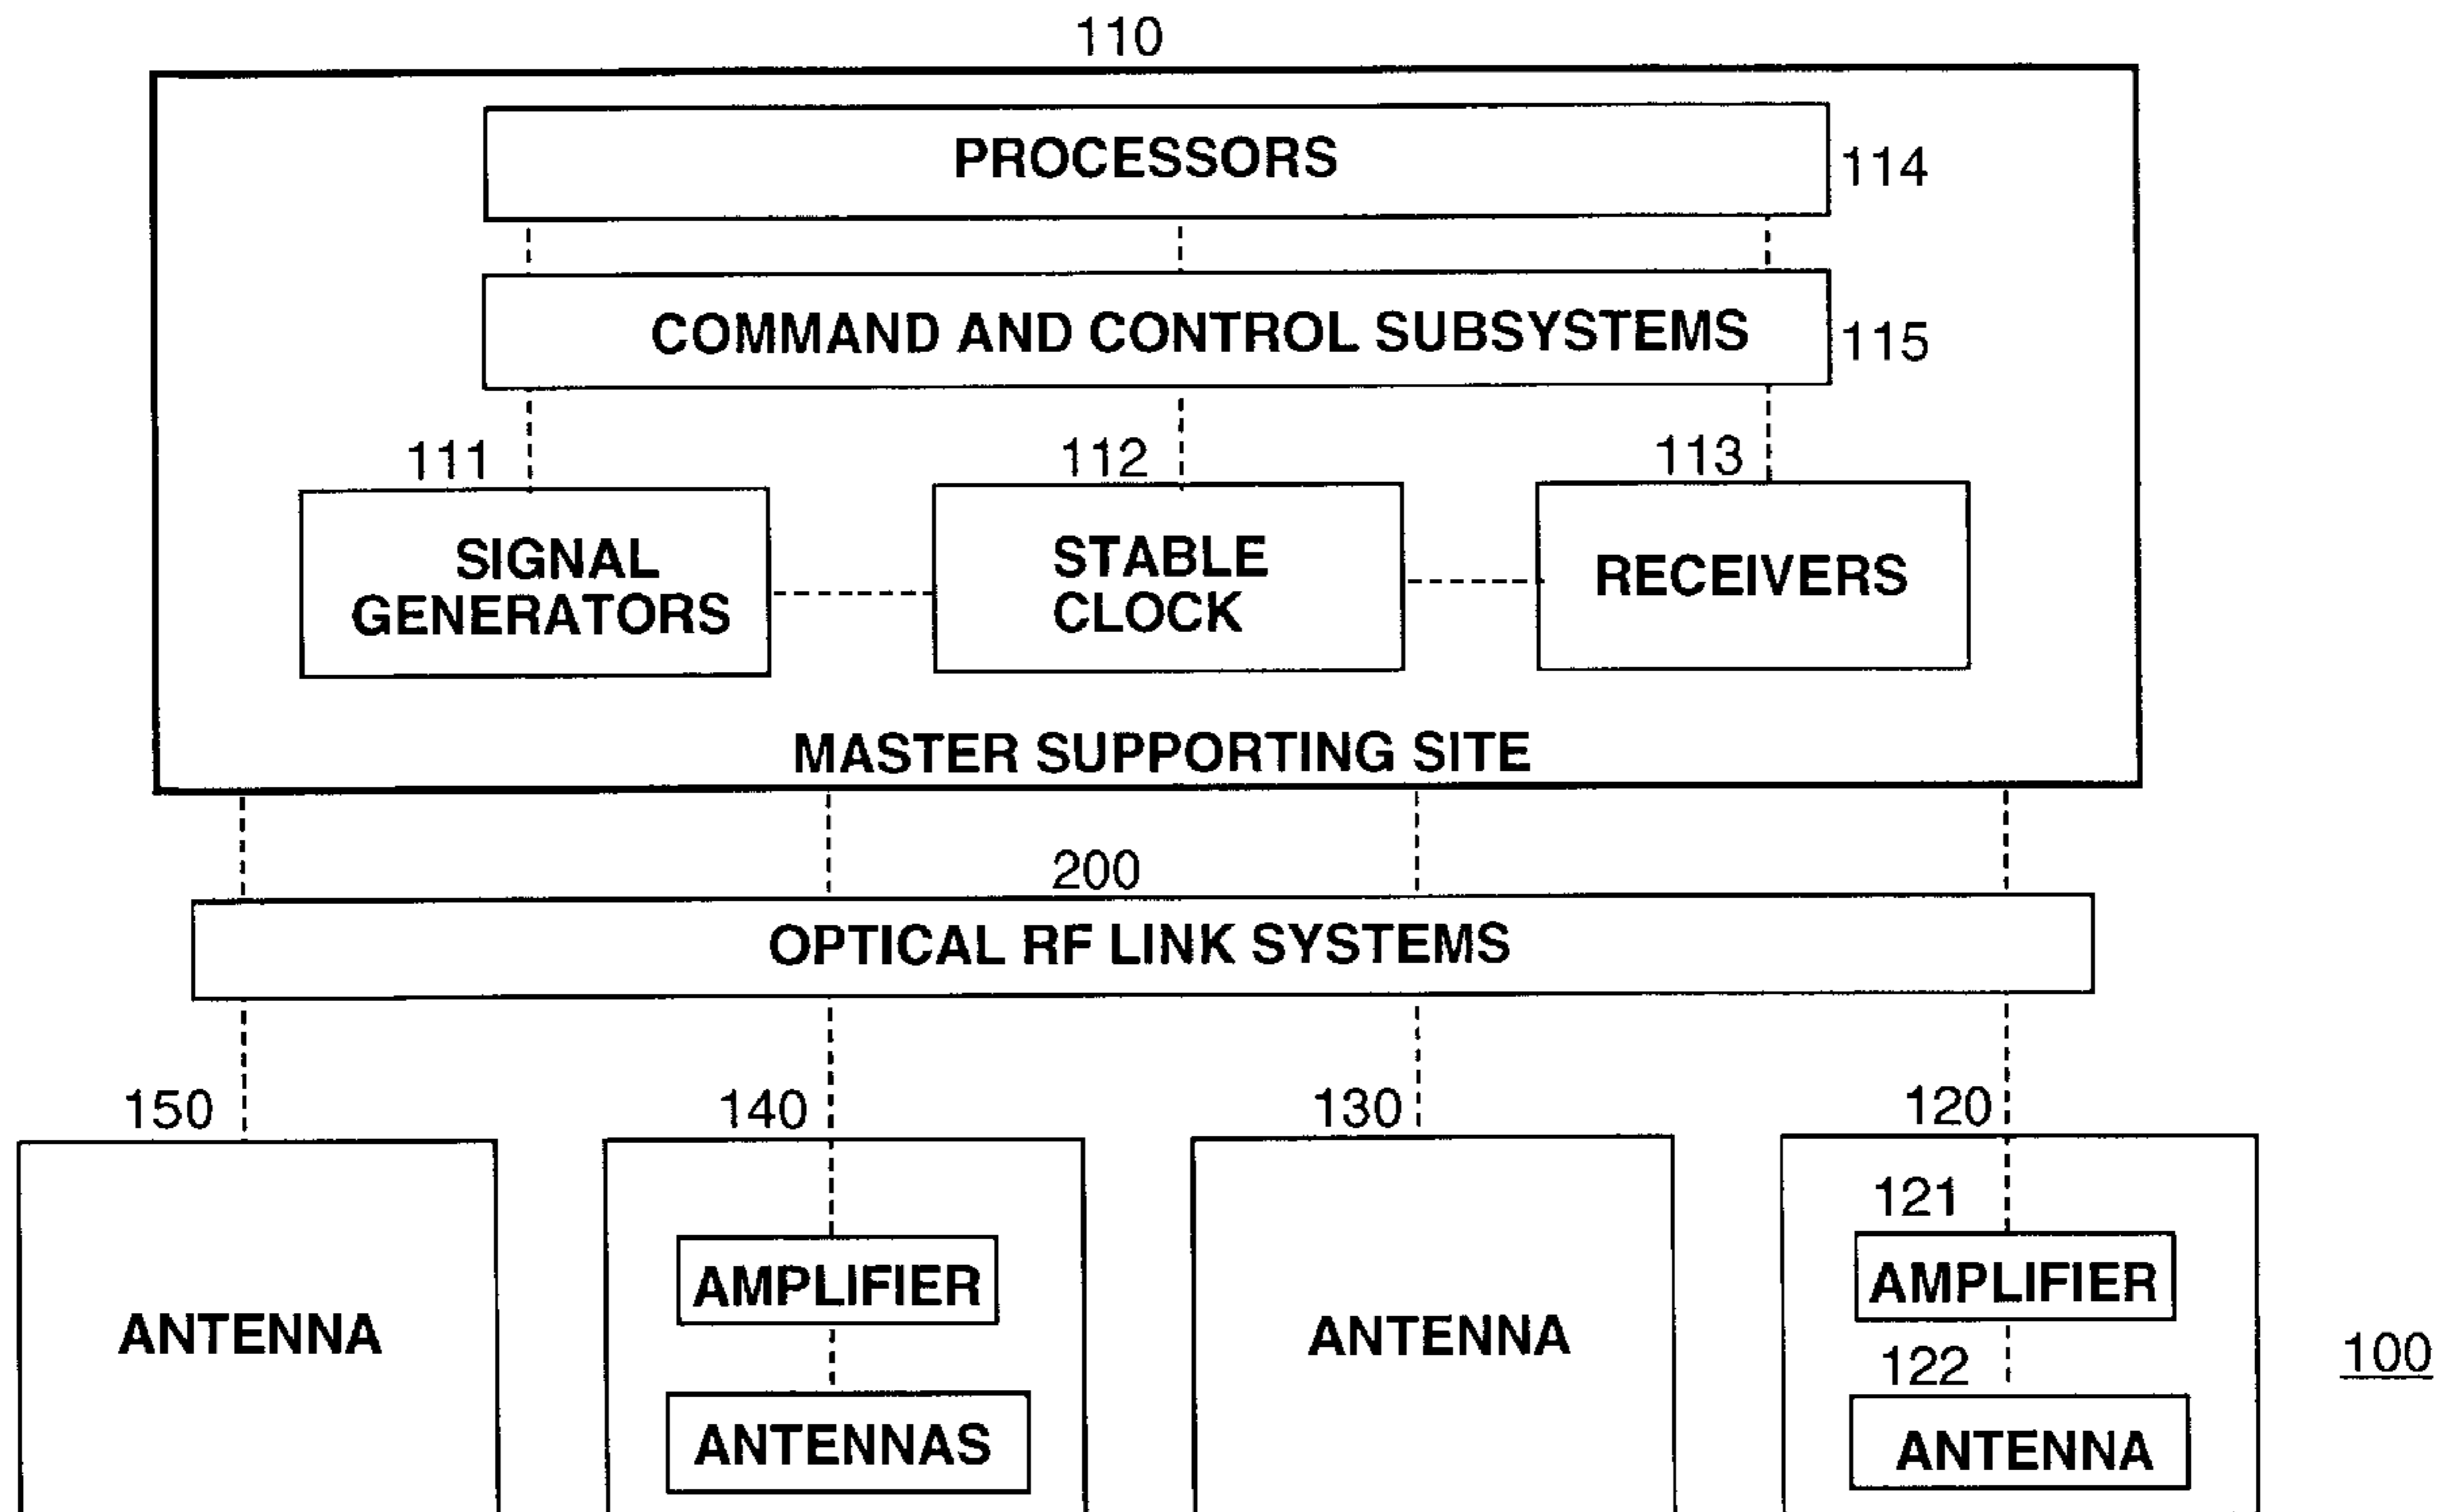 110
PROCESSORS
114
COMMAND AND CONTROL SUBSYSTEMS
115
111
112
113
SIGNAL
GENERATORS
STABLE
CLOCK
RECEIVERS
MASTER SUPPORTING SITE
200
OPTICAL RF LINK SYSTEMS
150
140
130
120
121
ANTENNA
AMPLIFIER
ANTENNAS
ANTENNA
AMPLIFIER
122
ANTENNA
100